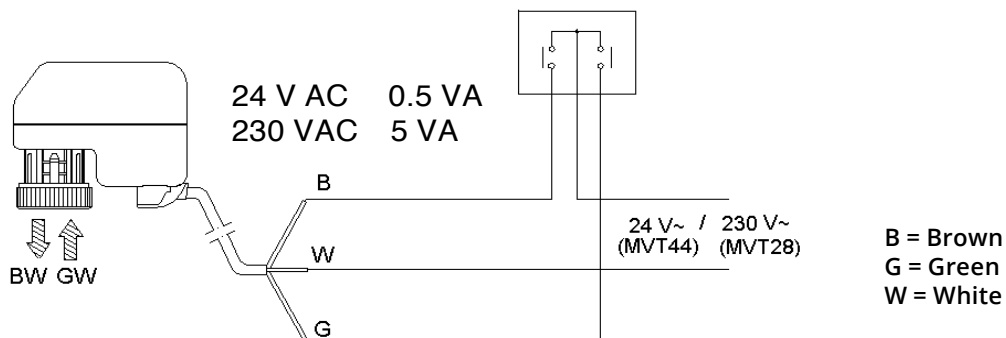 24 V AC 0.5 VA
230 VAC 5 VA
B
24 V~ / 230 V~
(MVT44) (MVT28)
B = Brown
G = Green
W = White
W
BW GW
G